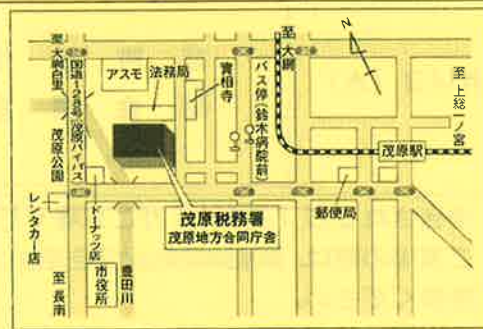 至大網白里
国道128号(茂原バイパス)
アスモ
法務局
實相寺
バス停(鈴木病院前)
至大網
N
至上総一ノ宮
茂原駅
茂原公園
レンタカー店
ドーナッツ店
茂原税務署
茂原地方合同庁舎
郵便局
至長南
市役所
豊田川